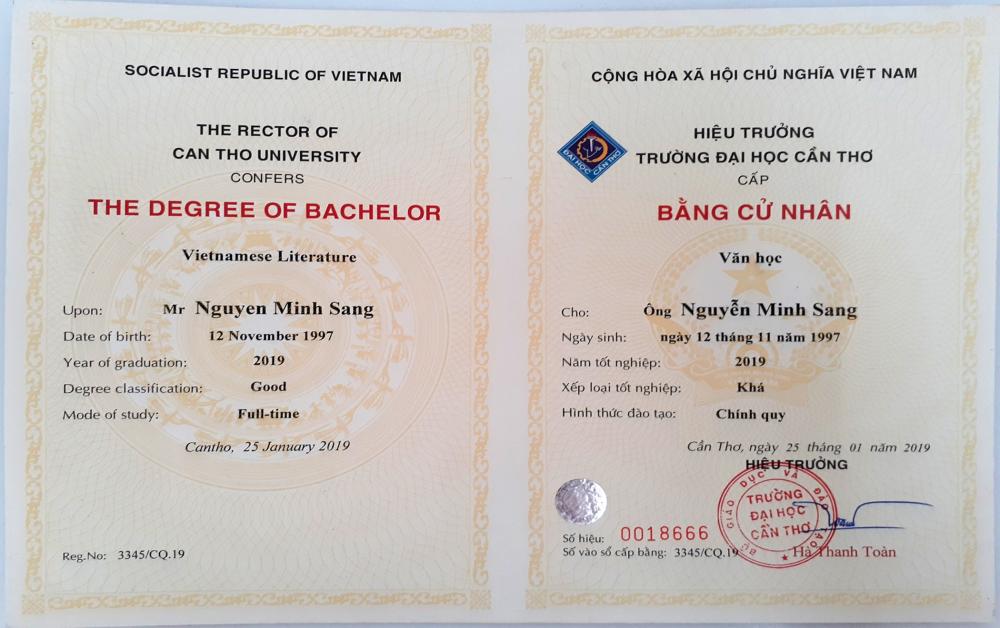 SOCIALIST REPUBLIC OF VIETNAM
THE RECTOR OF
CAN THO UNIVERSITY
CONFERS
THE DEGREE OF BACHELOR
Vietnamese Literature
Upon: Mr Nguyen Minh Sang
Date of birth: 12 November 1997
Year of graduation: 2019
Degree classification: Good
Mode of study: Full-time
Cantho, 25 January 2019
Reg.No: 3345/CQ.19
CỘNG HÒA XÃ HỘI CHỦ NGHĨA VIỆT NAM
ĐẠI HỌC CẦN THƠ
HIỆU TRƯỞNG
TRƯỜNG ĐẠI HỌC CẦN THƠ
CẤP
BẰNG CỬ NHÂN
Văn học
Cho: Ông Nguyễn Minh Sang
Ngày sinh: ngày 12 tháng 11 năm 1997
Năm tốt nghiệp: 2019
Xếp loại tốt nghiệp: Khá
Hình thức đào tạo: Chính quy
Cần Thơ, ngày 25 tháng 01 năm 2019
HIỆU TRƯỞNG
BỘ GIÁO DỤC VÀ ĐÀO TẠO
TRƯỜNG
ĐẠI HỌC
CẦN THƠ
Số hiệu: 0018666
Số vào sổ cấp bằng: 3345/CQ.19
Hà Thanh Toàn